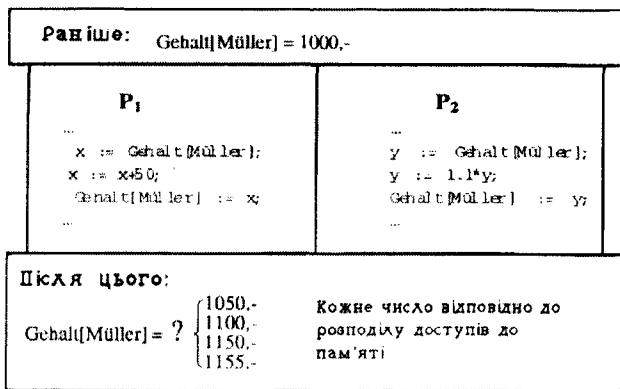 Раніше: Gehalt[Müller] = 1000,-
P₁
...
x := Gehalt[Müller];
x := x+50;
Gehalt[Müller] := x;
...
P₂
...
y := Gehalt[Müller];
y := 1.1*y;
Gehalt[Müller] := y;
...
Після цього:
Gehalt[Müller] = ?
1050,-
1100,-
1150,-
1155,-
Кожне число відповідно до
розподілу доступів до
пам'яті